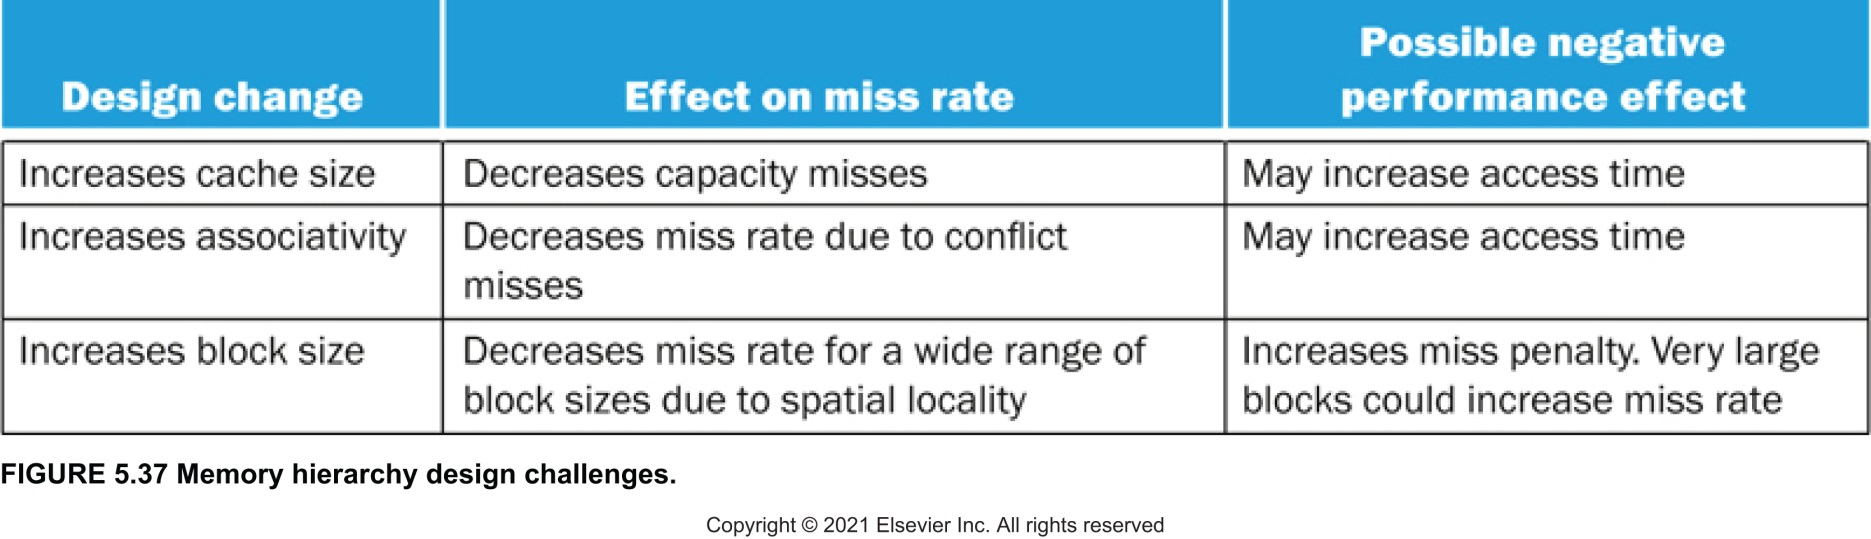 Design change
Effect on miss rate
Possible negative
performance effect
Increases cache size
Decreases capacity misses
May increase access time
Increases associativity
Decreases miss rate due to conflict
misses
May increase access time
Increases block size
Decreases miss rate for a wide range of
block sizes due to spatial locality
Increases miss penalty. Very large
blocks could increase miss rate
FIGURE 5.37 Memory hierarchy design challenges.
Copyright © 2021 Elsevier Inc. All rights reserved